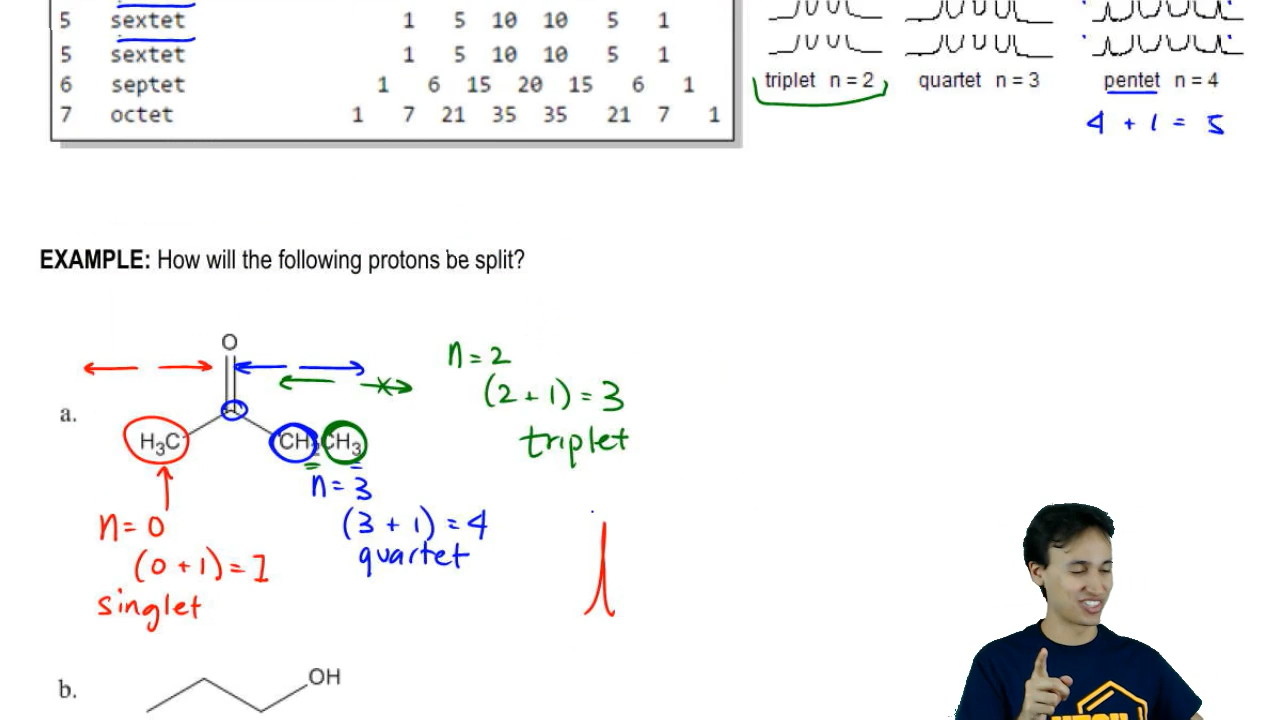 5 sextet 1 5 10 10 5 1
5 sextet 1 5 10 10 5 1
6 septet 1 6 15 20 15 6 1
7 octet 1 7 21 35 35 21 7 1
triplet n = 2 quartet n = 3 pentet n = 4
4 + 1 = 5
EXAMPLE: How will the following protons be split?
a.
O
H₃C
CH₂CH₃
n = 2
(2 + 1) = 3
triplet
n = 3
(3 + 1) = 4
quartet
n = 0
(0 + 1) = 1
singlet
b.
OH